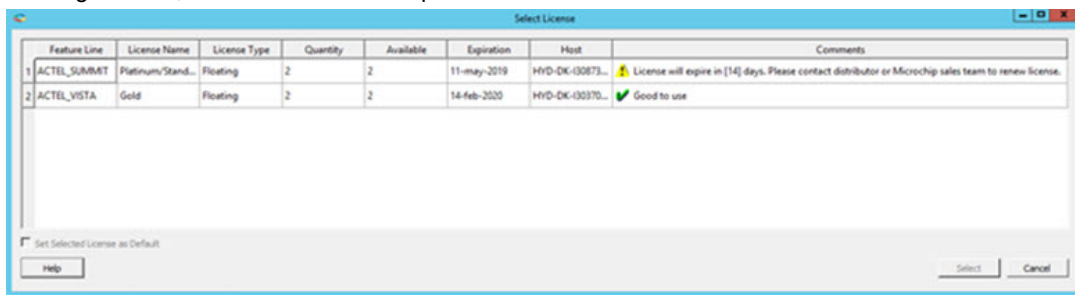 Select License
Feature Line License Name License Type Quantity Available Expiration Host Comments
1 ACTEL_SUMMIT Platinum/Stand... Floating 2 2 11-may-2019 HYD-DK-I30873... License will expire in [14] days. Please contact distributor or Microchip sales team to renew license.
2 ACTEL_VISTA Gold Floating 2 2 14-feb-2020 HYD-DK-I30370... Good to use
Set Selected License as Default
Help Select Cancel